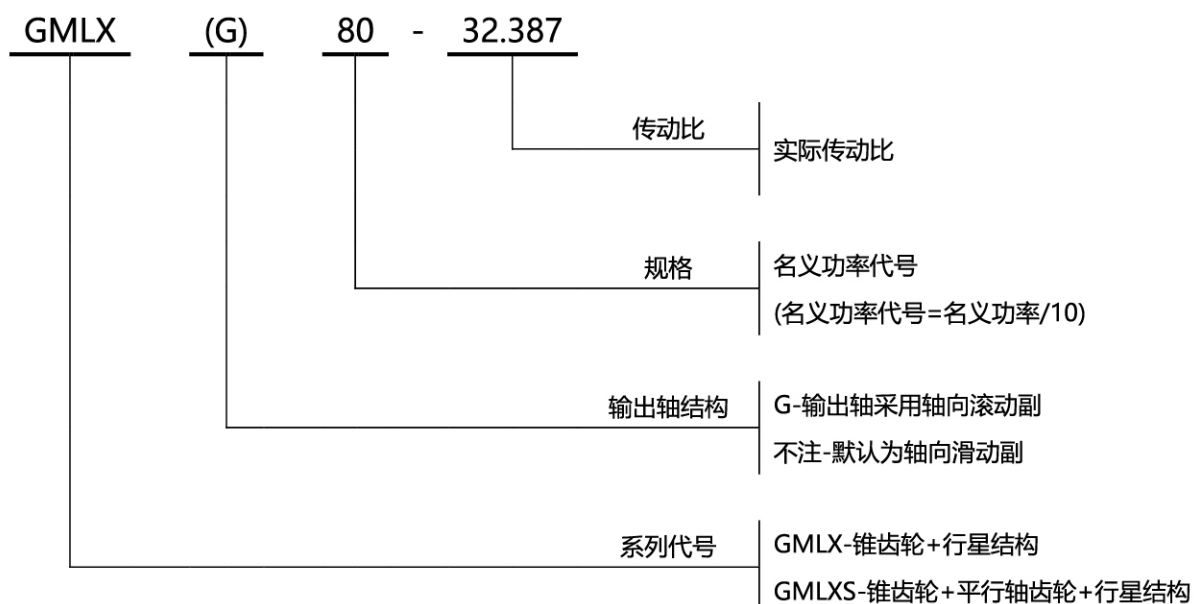 GMLX (G) 80 - 32.387
传动比
实际传动比
规格
名义功率代号
(名义功率代号=名义功率/10)
输出轴结构
G-输出轴采用轴向滚动副
不注-默认为轴向滑动副
系列代号
GMLX-锥齿轮+行星结构
GMLXS-锥齿轮+平行轴齿轮+行星结构